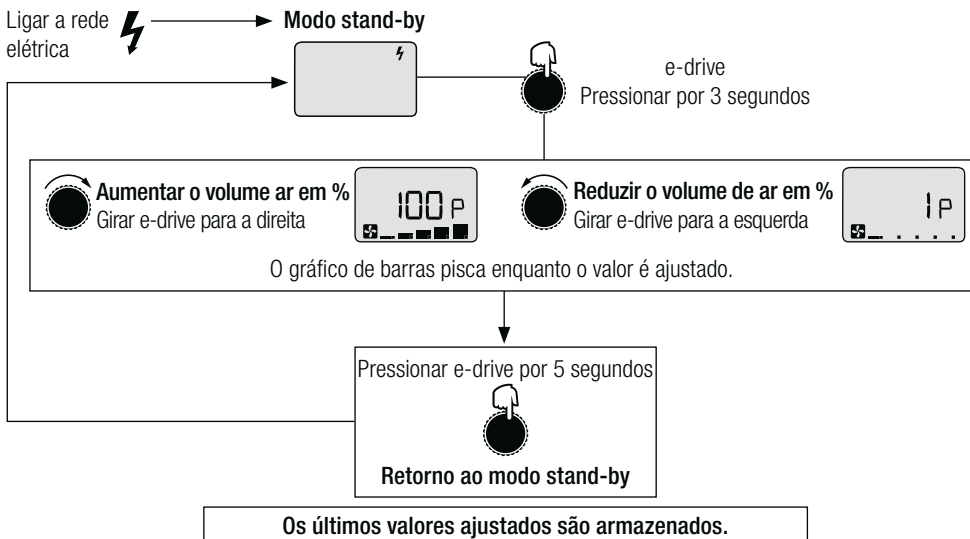 Ligar a rede
elétrica
Modo stand-by
e-drive
Pressionar por 3 segundos
Aumentar o volume ar em %
Girar e-drive para a direita
100 P
Reduzir o volume de ar em %
Girar e-drive para a esquerda
1 P
O gráfico de barras pisca enquanto o valor é ajustado.
Pressionar e-drive por 5 segundos
Retorno ao modo stand-by
Os últimos valores ajustados são armazenados.